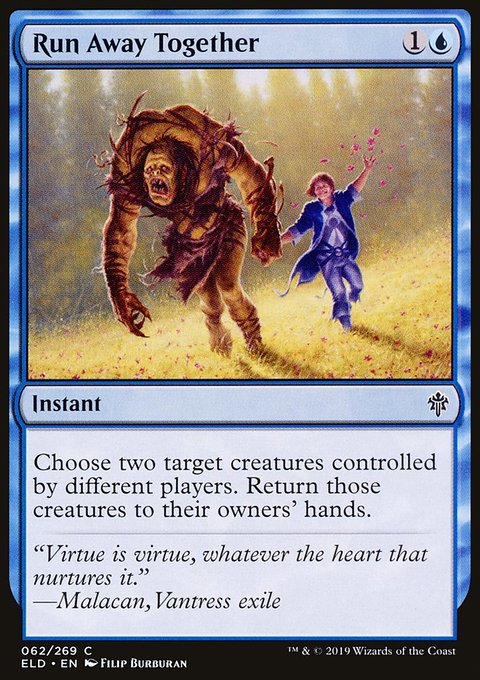 Run Away Together 1
Instant
Choose two target creatures controlled
by different players. Return those
creatures to their owners' hands.
“Virtue is virtue, whatever the heart that
nurtures it.”
—Malacan, Vantress exile
062/269 C
ELD • EN Filip Burburan
™ & © 2019 Wizards of the Coast